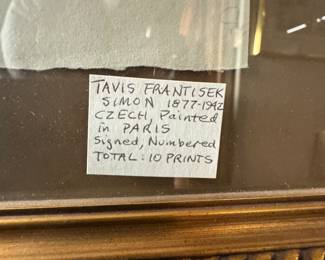 TAVIS FRANTISEK
SIMON 1877-1942
CZECH, Painted
in PARIS
Signed, Numbered
TOTAL: 10 PRINTS